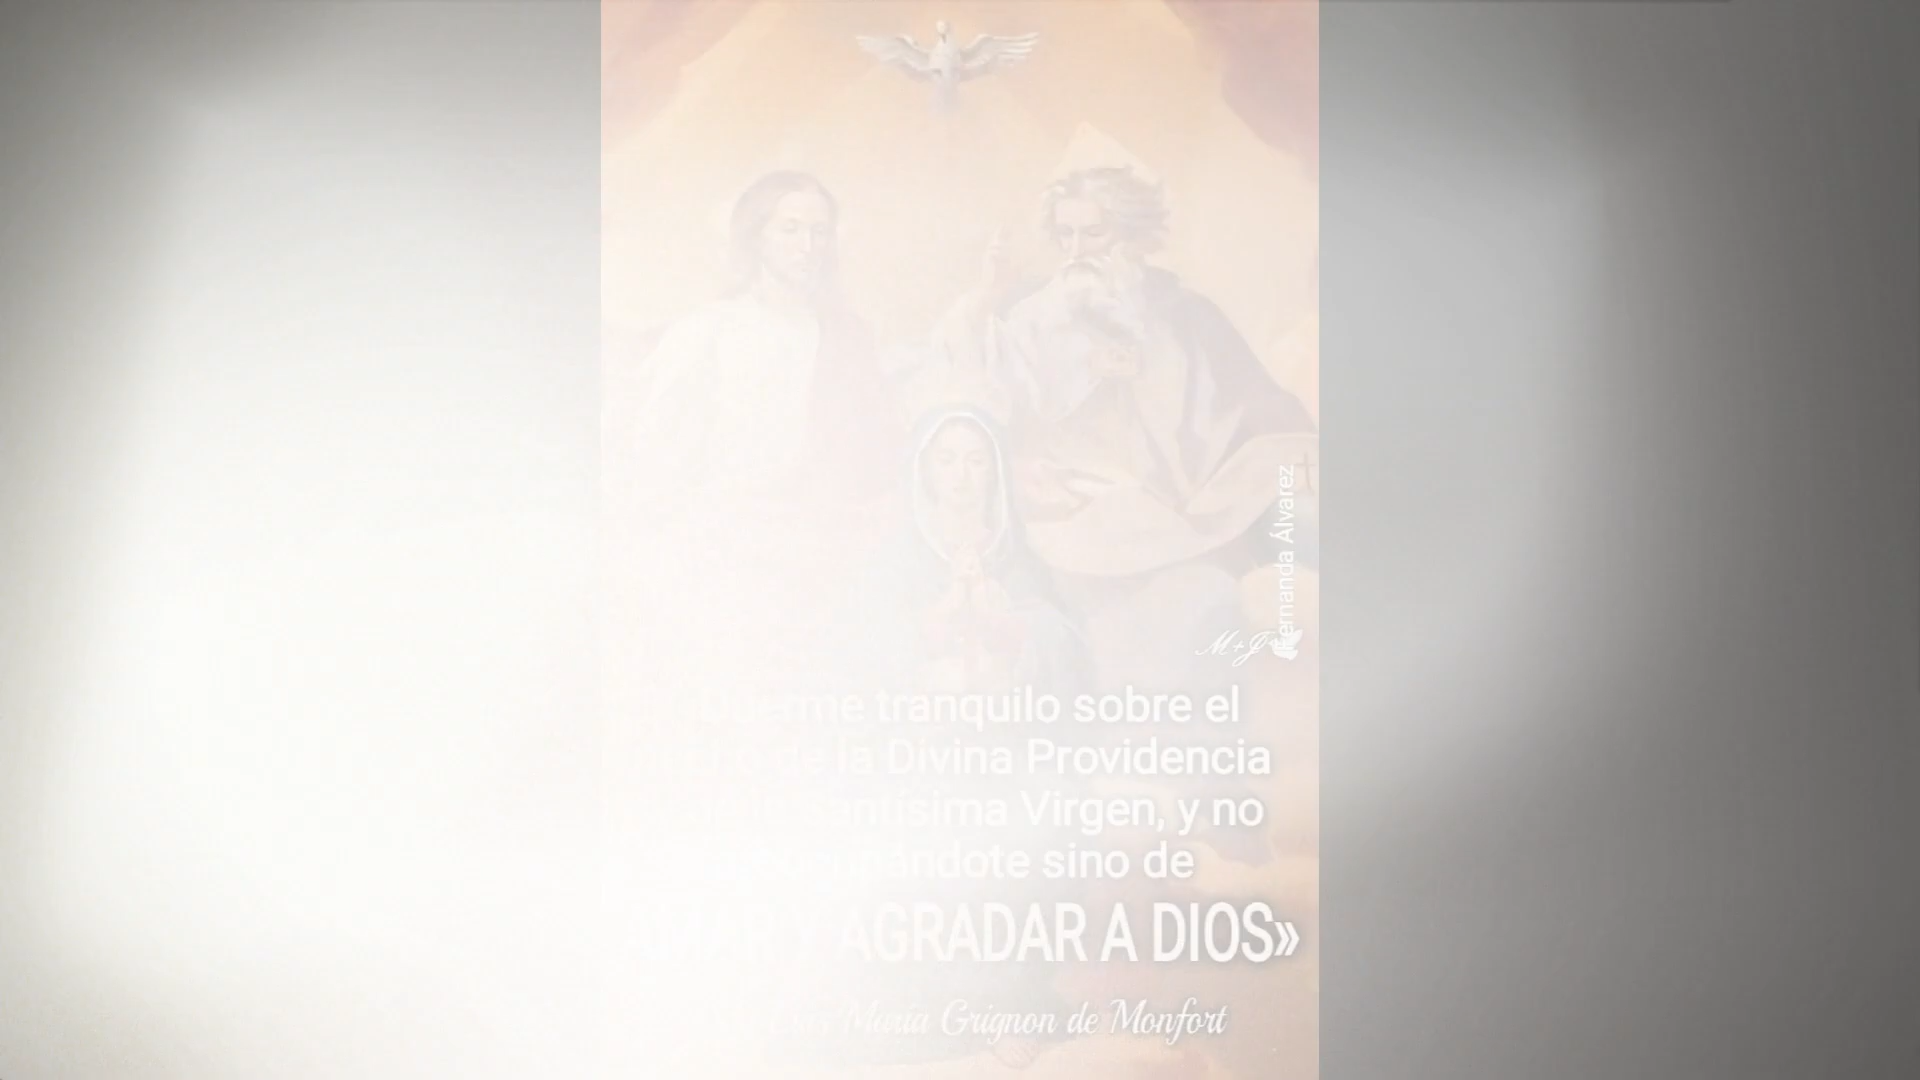 Fernanda Álvarez
M+J
Duerme tranquilo sobre el
de la Divina Providencia
Santísima Virgen, y no
sino de
AMAR Y AGRADAR A DIOS»
María Grignon de Monfort